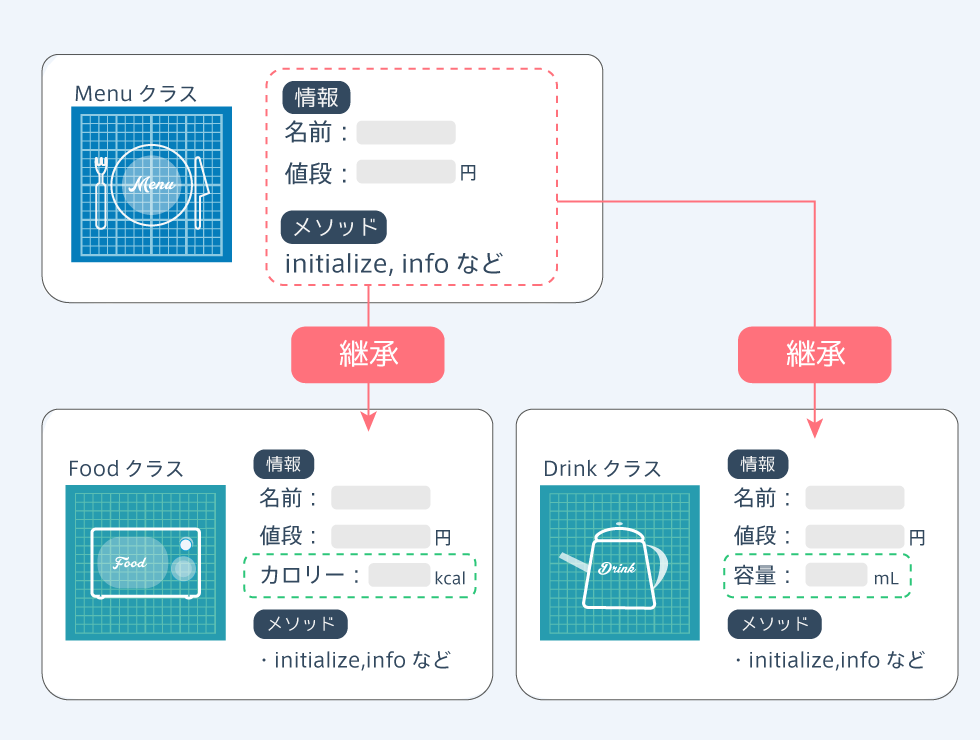 Menu クラス
Menu
情報
名前：
値段： 円
メソッド
initialize, info など
継承
継承
Food クラス
Food
情報
名前：
値段： 円
カロリー： kcal
メソッド
・initialize,info など
Drink クラス
Drink
情報
名前：
値段： 円
容量： mL
メソッド
・initialize,info など